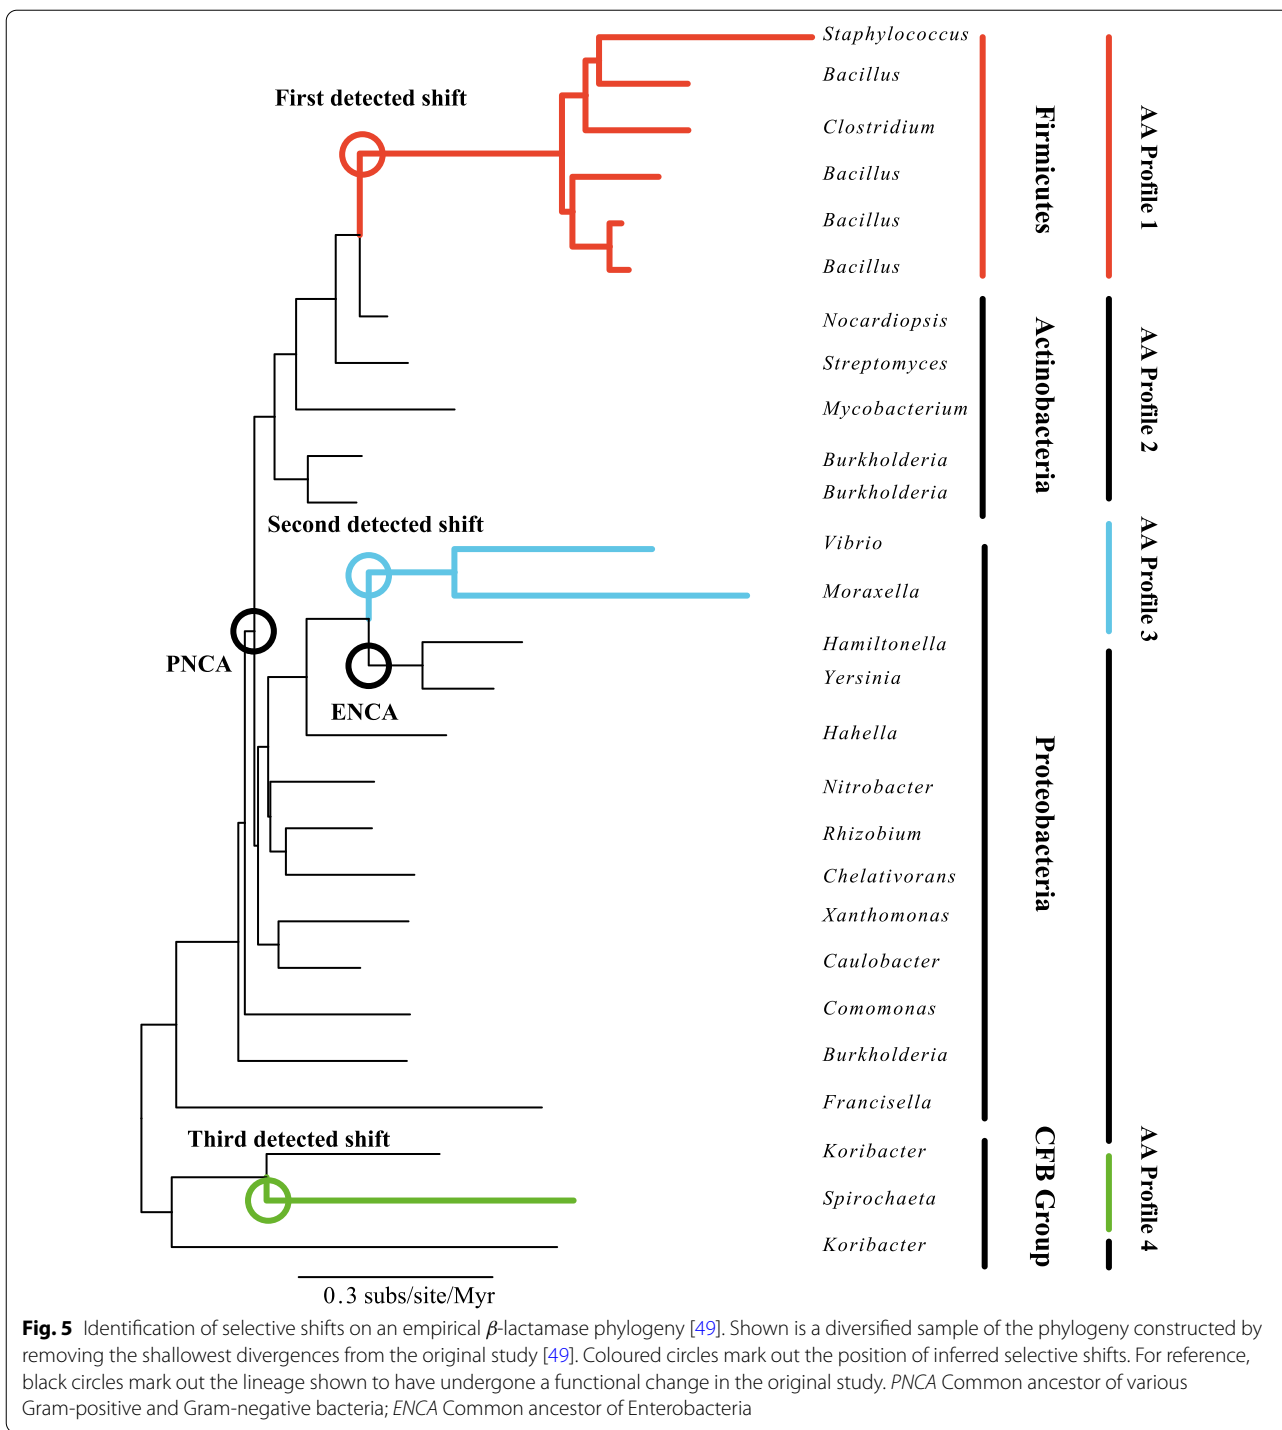 Staphylococcus
First detected shift
Bacillus
Clostridium
Bacillus
Bacillus
Bacillus
Firmicutes
AA Profile 1
Nocardiopsis
Streptomyces
Mycobacterium
Burkholderia
Burkholderia
Actinobacteria
AA Profile 2
Second detected shift
Vibrio
Moraxella
AA Profile 3
Hamiltonella
PNCA
Yersinia
ENCA
Hahella
Nitrobacter
Rhizobium
Chelativorans
Xanthomonas
Caulobacter
Comomonas
Burkholderia
Francisella
Proteobacteria
Third detected shift
Koribacter
Spirochaeta
Koribacter
CFB Group
AA Profile 4
0.3 subs/site/Myr
Fig. 5 Identification of selective shifts on an empirical β-lactamase phylogeny [49]. Shown is a diversified sample of the phylogeny constructed by
removing the shallowest divergences from the original study [49]. Coloured circles mark out the position of inferred selective shifts. For reference,
black circles mark out the lineage shown to have undergone a functional change in the original study. PNCA Common ancestor of various
Gram-positive and Gram-negative bacteria; ENCA Common ancestor of Enterobacteria